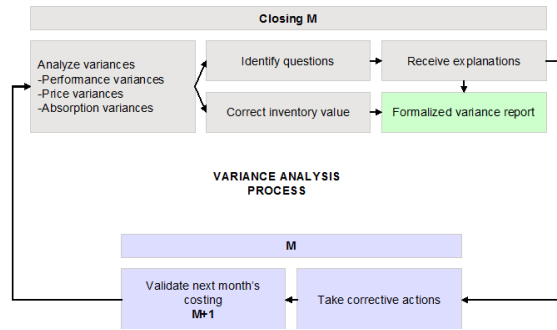 Closing M
Analyze variances
-Performance variances
-Price variances
-Absorption variances
Identify questions
Receive explanations
Correct inventory value
Formalized variance report
VARIANCE ANALYSIS
PROCESS
M
Validate next month's
costing
M+1
Take corrective actions